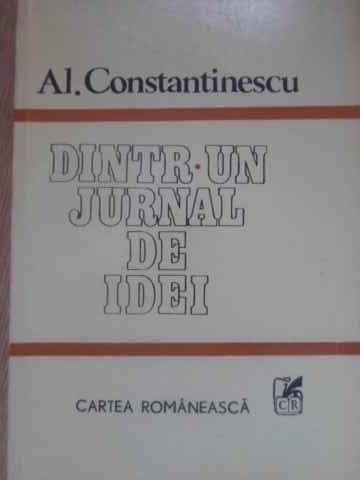 Al. Constantinescu
DINTR·UN
JURNAL
DE
IDEI
CARTEA ROMÂNEASCĂ
CR